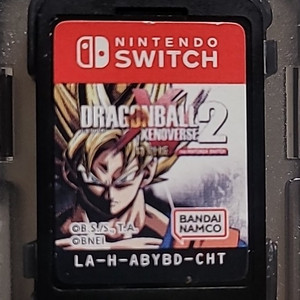 NINTENDO
SWITCH
DRAGONBALL
XENOVERSE 2
©B.S./S., T.A.
©BNEI
BANDAI
NAMCO
LA-H-ABYBD-CHT